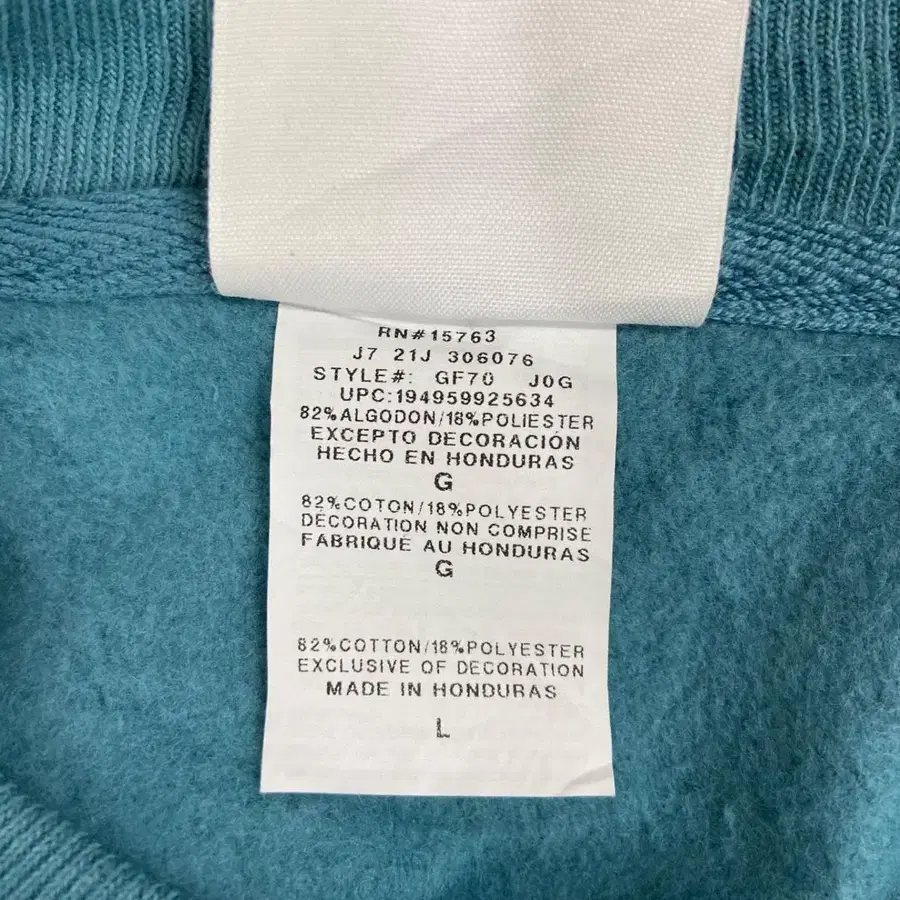 RN#15763
J7 21J 306076
STYLE#: GF70 J0G
UPC:194959925634
82%ALGODON/18%POLIESTER
EXCEPTO DECORACIÓN
HECHO EN HONDURAS
G
82%COTON/18%POLYESTER
DÉCORATION NON COMPRISE
FABRIQUÉ AU HONDURAS
G
82%COTTON/18%POLYESTER
EXCLUSIVE OF DECORATION
MADE IN HONDURAS
L